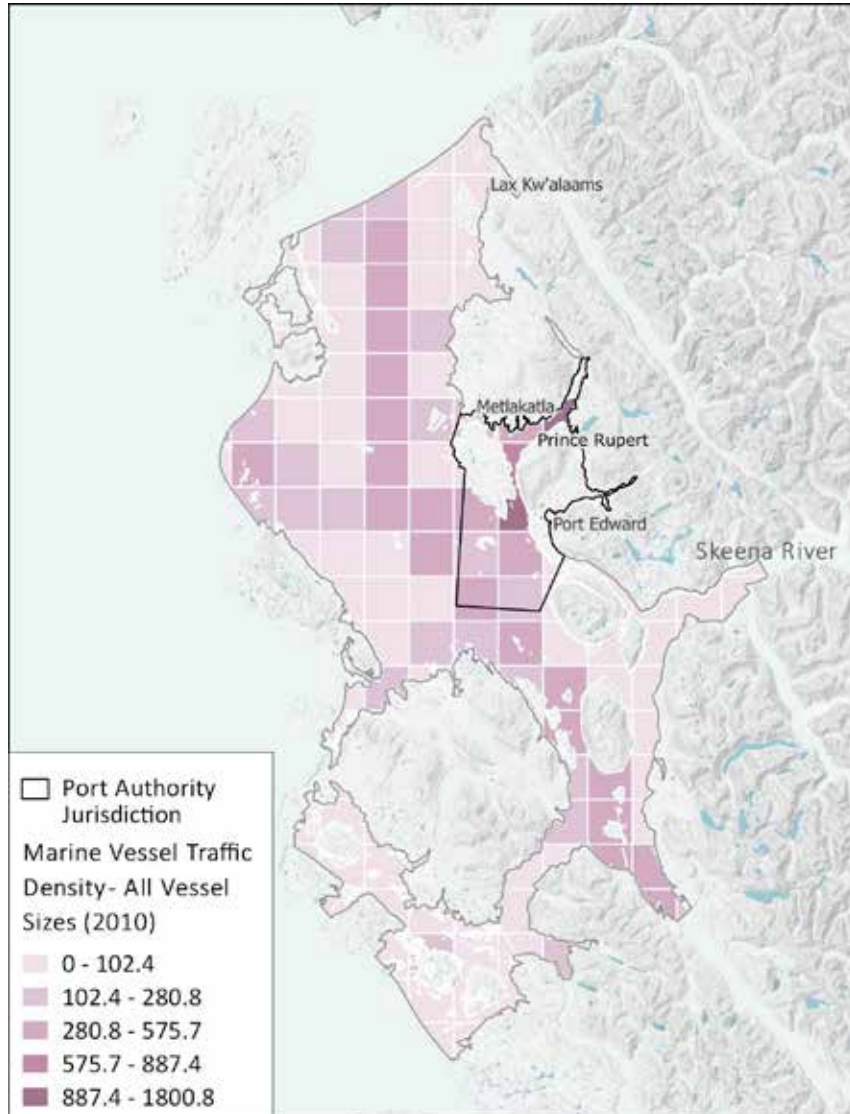 Lax Kw'alaams
Metlakatla
Prince Rupert
Port Edward
Skeena River
Port Authority
Jurisdiction
Marine Vessel Traffic
Density- All Vessel
Sizes (2010)
0 - 102.4
102.4 - 280.8
280.8 - 575.7
575.7 - 887.4
887.4 - 1800.8